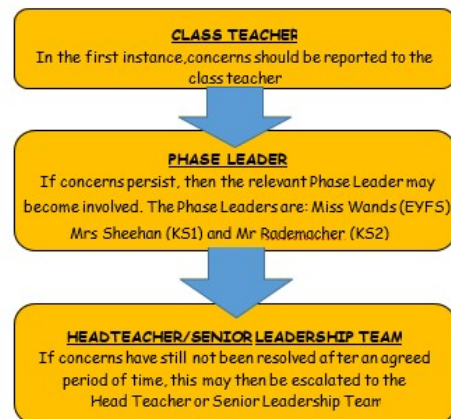 CLASS TEACHER
In the first instance,concerns should be reported to the
class teacher
PHASE LEADER
If concerns persist, then the relevant Phase Leader may
become involved. The Phase Leaders are: Miss Wands (EYFS)
Mrs Sheehan (KS1) and Mr Rademacher (KS2)
HEADTEACHER/SENIOR LEADERSHIP TEAM
If concerns have still not been resolved after an agreed
period of time, this may then be escalated to the
Head Teacher or Senior Leadership Team